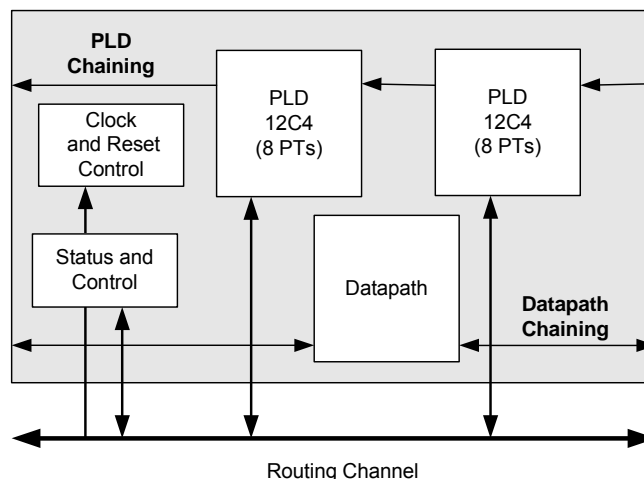 PLD
Chaining
PLD
12C4
(8 PTs)
PLD
12C4
(8 PTs)
Clock
and Reset
Control
Status and
Control
Datapath
Datapath
Chaining
Routing Channel